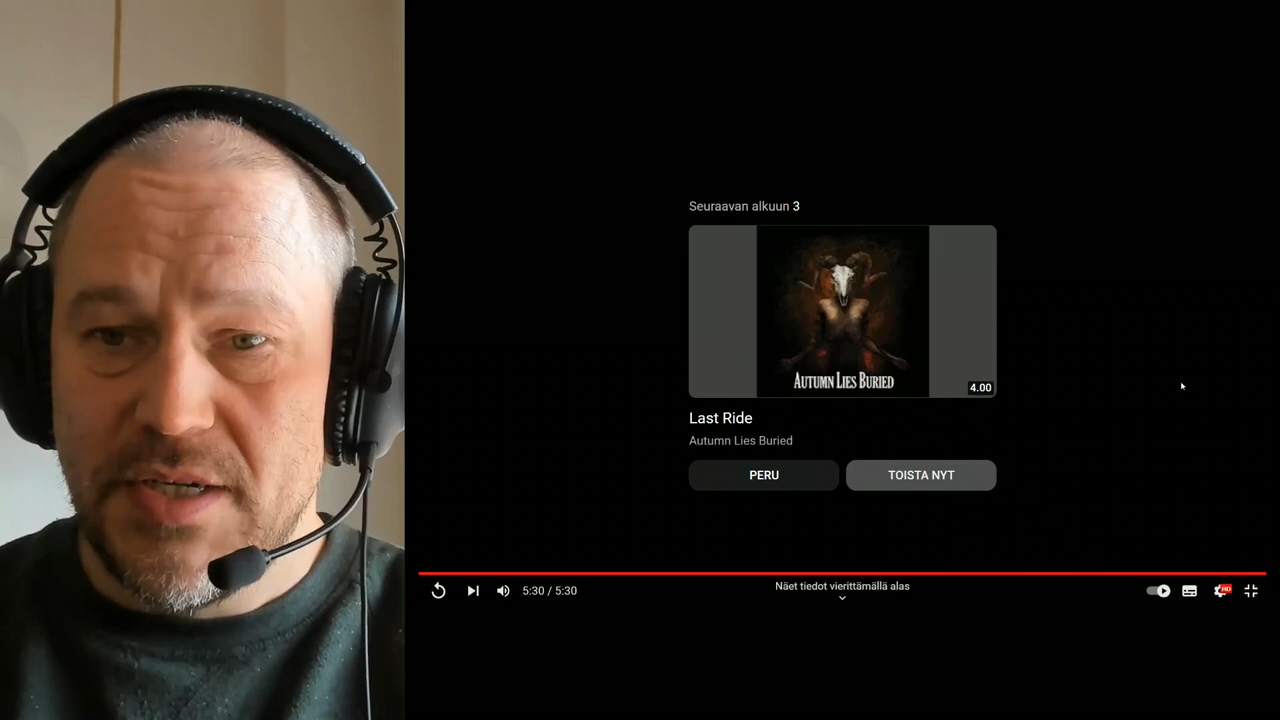 Seuraavan alkuun 3
AUTUMN LIES BURIED
4.00
Last Ride
Autumn Lies Buried
PERU
TOISTA NYT
5:30 / 5:30
Näet tiedot vierittämällä alas
HD